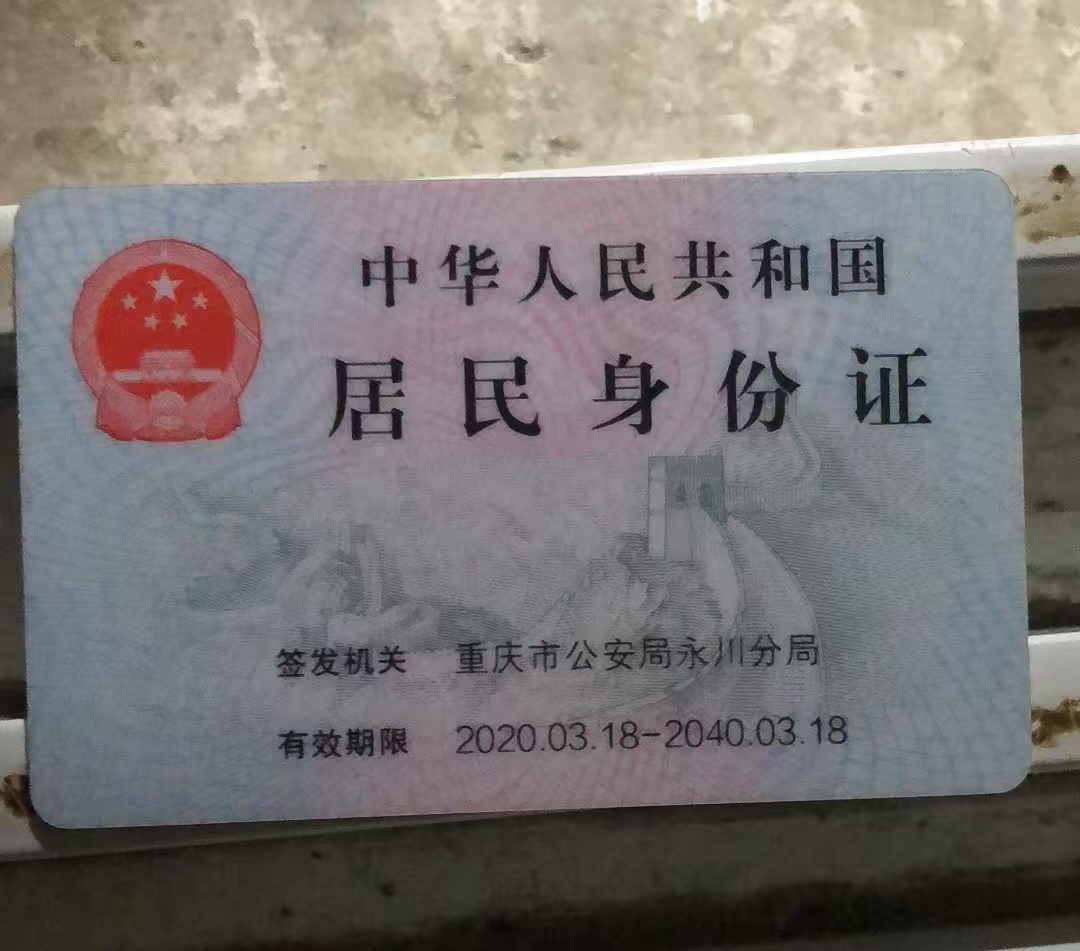 中华人民共和国
居民身份证
签发机关 重庆市公安局永川分局
有效期限 2020.03.18-2040.03.18